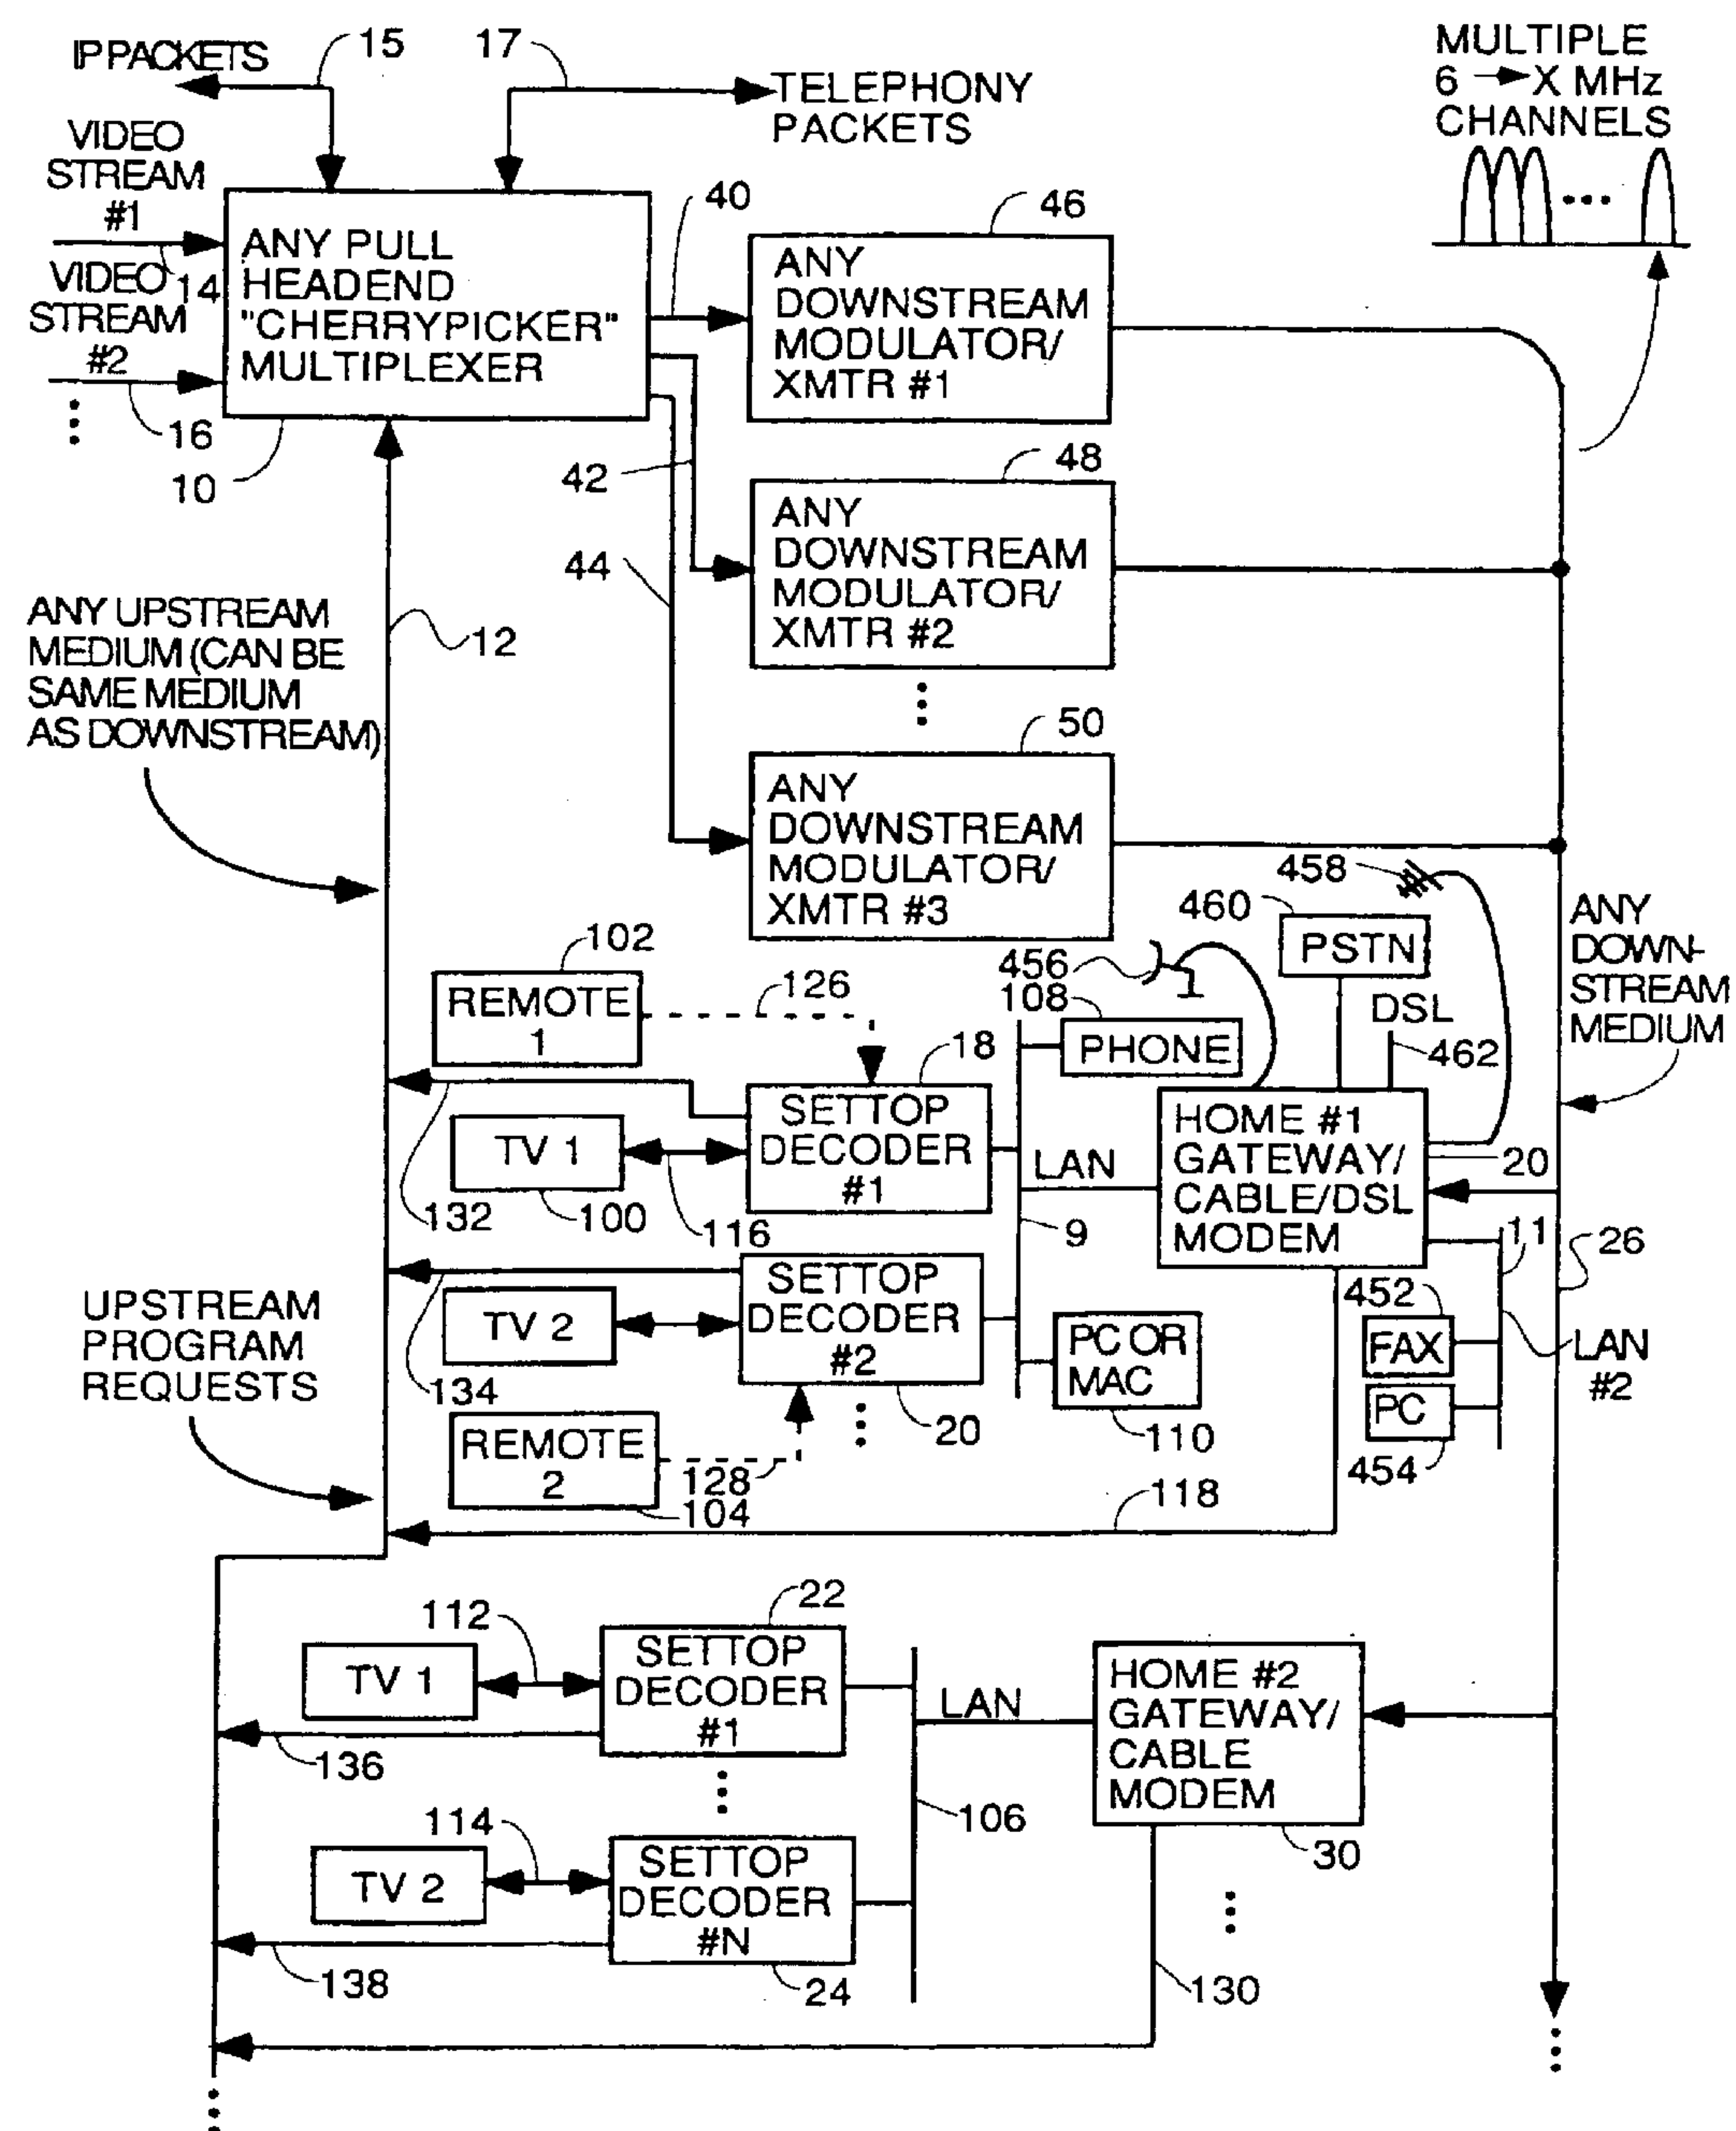 IP PACKETS
15
17
TELEPHONY
PACKETS
MULTIPLE
6 → X MHz
CHANNELS
VIDEO
STREAM
#1
14
VIDEO
STREAM
#2
16
10
ANY PULL
HEADEND
"CHERRYPICKER"
MULTIPLEXER
40
42
44
46
ANY
DOWNSTREAM
MODULATOR/
XMTR #1
48
ANY
DOWNSTREAM
MODULATOR/
XMTR #2
50
ANY
DOWNSTREAM
MODULATOR/
XMTR #3
ANY UPSTREAM
MEDIUM (CAN BE
SAME MEDIUM
AS DOWNSTREAM)
12
458
460
PSTN
DSL
462
456
ANY
DOWN-
STREAM
MEDIUM
102
REMOTE
1
126
108
PHONE
18
SETTOP
DECODER
#1
TV 1
100
116
132
LAN
9
HOME #1
GATEWAY/
CABLE/DSL
MODEM
20
11
26
SETTOP
DECODER
#2
20
TV 2
134
PC OR
MAC
110
452
FAX
PC
454
LAN
#2
UPSTREAM
PROGRAM
REQUESTS
REMOTE
2
104
128
118
22
SETTOP
DECODER
#1
112
TV 1
136
LAN
106
HOME #2
GATEWAY/
CABLE
MODEM
30
114
TV 2
SETTOP
DECODER
#N
24
138
130